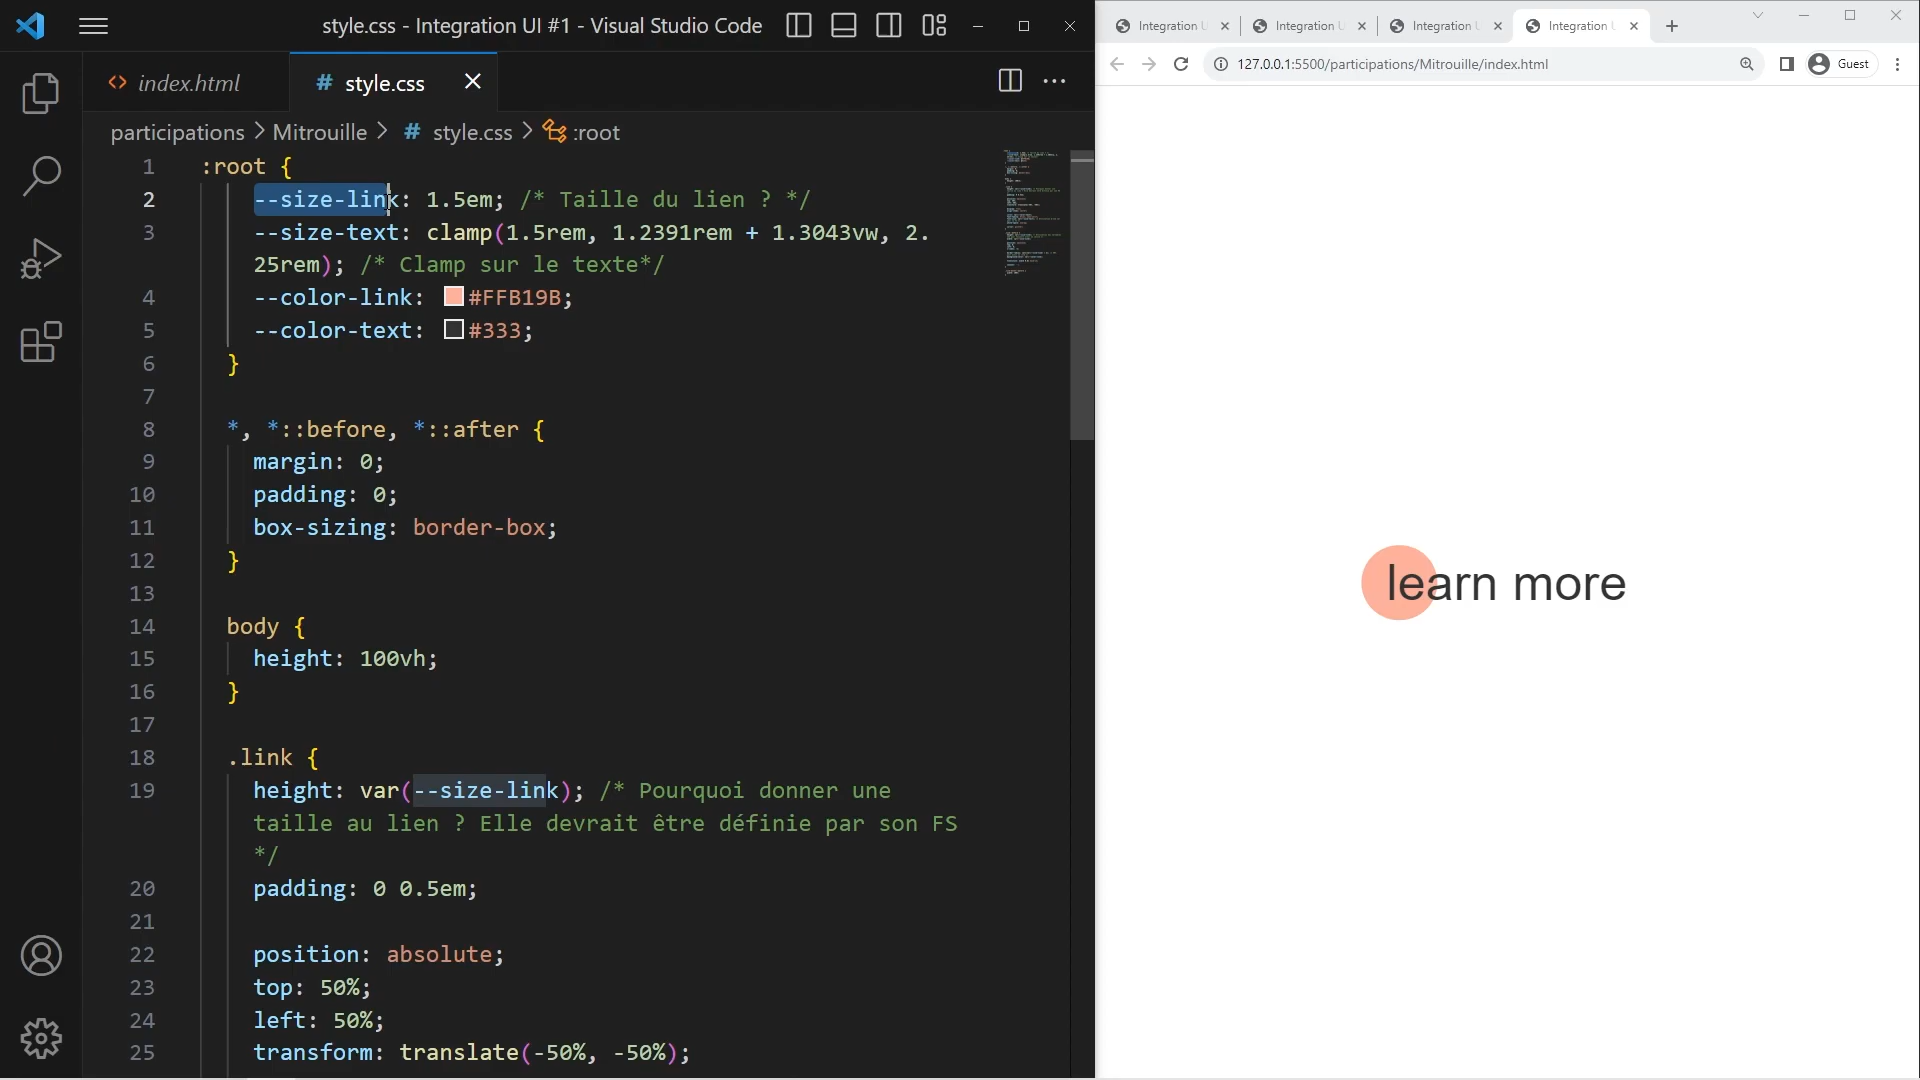 style.css - Integration UI #1 - Visual Studio Code
index.html
# style.css
participations > Mitrouille > # style.css > :root
1 :root {
2 --size-link: 1.5em; /* Taille du lien ? */
3 --size-text: clamp(1.5rem, 1.2391rem + 1.3043vw, 2.
25rem); /* Clamp sur le texte*/
4 --color-link: #FFB19B;
5 --color-text: #333;
6 }
7
8 *, *::before, *::after {
9 margin: 0;
10 padding: 0;
11 box-sizing: border-box;
12 }
13
14 body {
15 height: 100vh;
16 }
17
18 .link {
19 height: var(--size-link); /* Pourquoi donner une
taille au lien ? Elle devrait être définie par son FS
*/
20 padding: 0 0.5em;
21
22 position: absolute;
23 top: 50%;
24 left: 50%;
25 transform: translate(-50%, -50%);
Integration
Integration
Integration
Integration
127.0.0.1:5500/participations/Mitrouille/index.html
Guest
learn more